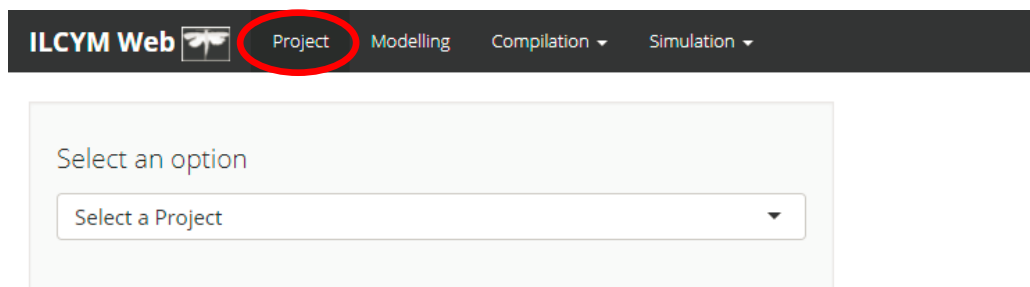 ILCYM Web Project Modelling Compilation Simulation
Select an option
Select a Project